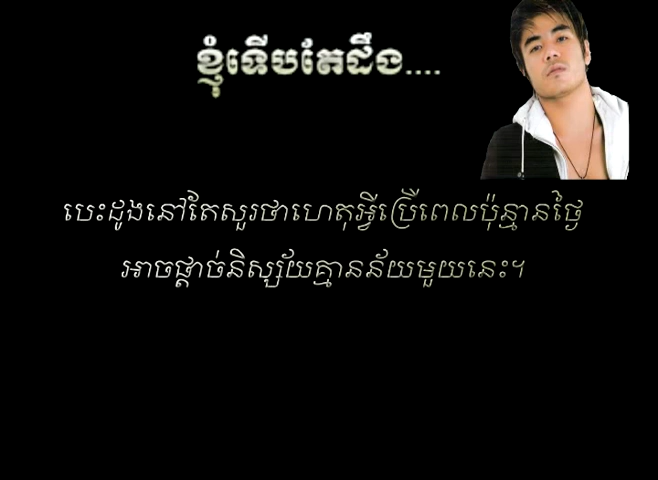 ខ្ញុំទើបតែដឹង....
បេះដូងនៅតែសួរថាហេតុអ្វីប្រើពេលប៉ុន្មានថ្ងៃ
អាចផ្តាច់និស្ស័យគ្មានន័យមួយនេះ។